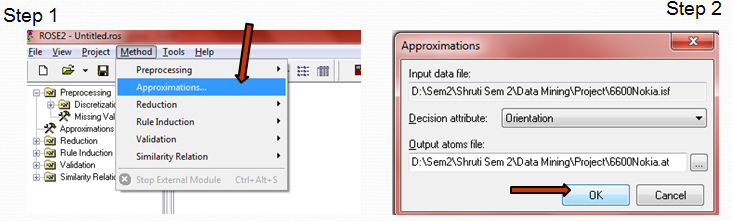 Step 1
ROSE2 - Untitled.ros
File View Project Method Tools Help
Preprocessing
Discretizatio
Missing Val
Approximations
Reduction
Rule Induction
Validation
Similarity Relatio
Preprocessing
Approximations...
Reduction
Rule Induction
Validation
Similarity Relation
Stop External Module Ctrl+Alt+S
Step 2
Approximations
Input data file:
D:\Sem2\Shruti Sem 2\Data Mining\Project\6600Nokia.isf
Decision attribute: Orientation
Output atoms file:
D:\Sem2\Shruti Sem 2\Data Mining\Project\6600Nokia.at ...
OK Cancel